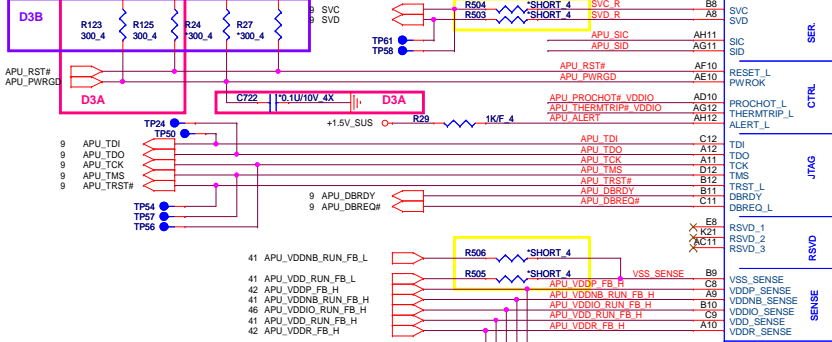 D3B
R123 R125 R24 R27
300_4 300_4 *300_4 *300_4
9 SVC
9 SVD
R504 *SHORT_4 SVC_R B8 SVC
R503 *SHORT_4 SVD_R A8 SVD
TP61
TP58
APU_SIC AH11 SIC
APU_SID AG11 SID
SER.
APU_RST# APU_RST# AF10 RESET_L
APU_PWRGD APU_PWRGD AE10 PWROK
D3A
C722 *0.1U/10V_4X D3A
APU_PROCHOT#_VDDIO AD10 PROCHOT_L
APU_THERMTRIP#_VDDIO AG12 THERMTRIP_L
+1.5V_SUS R29 1K/F_4 APU_ALERT AH12 ALERT_L
CTRL
TP24
TP50
9 APU_TDI APU_TDI C12 TDI
9 APU_TDO APU_TDO A12 TDO
9 APU_TCK APU_TCK A11 TCK
9 APU_TMS APU_TMS D12 TMS
9 APU_TRST# APU_TRST# B12 TRST_L
9 APU_DBRDY APU_DBRDY B11 DBRDY
9 APU_DBREQ# APU_DBREQ# C11 DBREQ_L
JTAG
TP54
TP57
TP56
E8 RSVD_1
K21 RSVD_2
AC11 RSVD_3
RSVD
41 APU_VDDNB_RUN_FB_L R506 *SHORT_4
41 APU_VDD_RUN_FB_L R505 *SHORT_4 VSS_SENSE B9 VSS_SENSE
42 APU_VDDP_FB_H APU_VDDP_FB_H C8 VDDP_SENSE
41 APU_VDDNB_RUN_FB_H APU_VDDNB_RUN_FB_H A9 VDDNB_SENSE
46 APU_VDDIO_RUN_FB_H APU_VDDIO_RUN_FB_H B10 VDDIO_SENSE
41 APU_VDD_RUN_FB_H APU_VDD_RUN_FB_H C9 VDD_SENSE
42 APU_VDDR_FB_H APU_VDDR_FB_H A10 VDDR_SENSE
SENSE